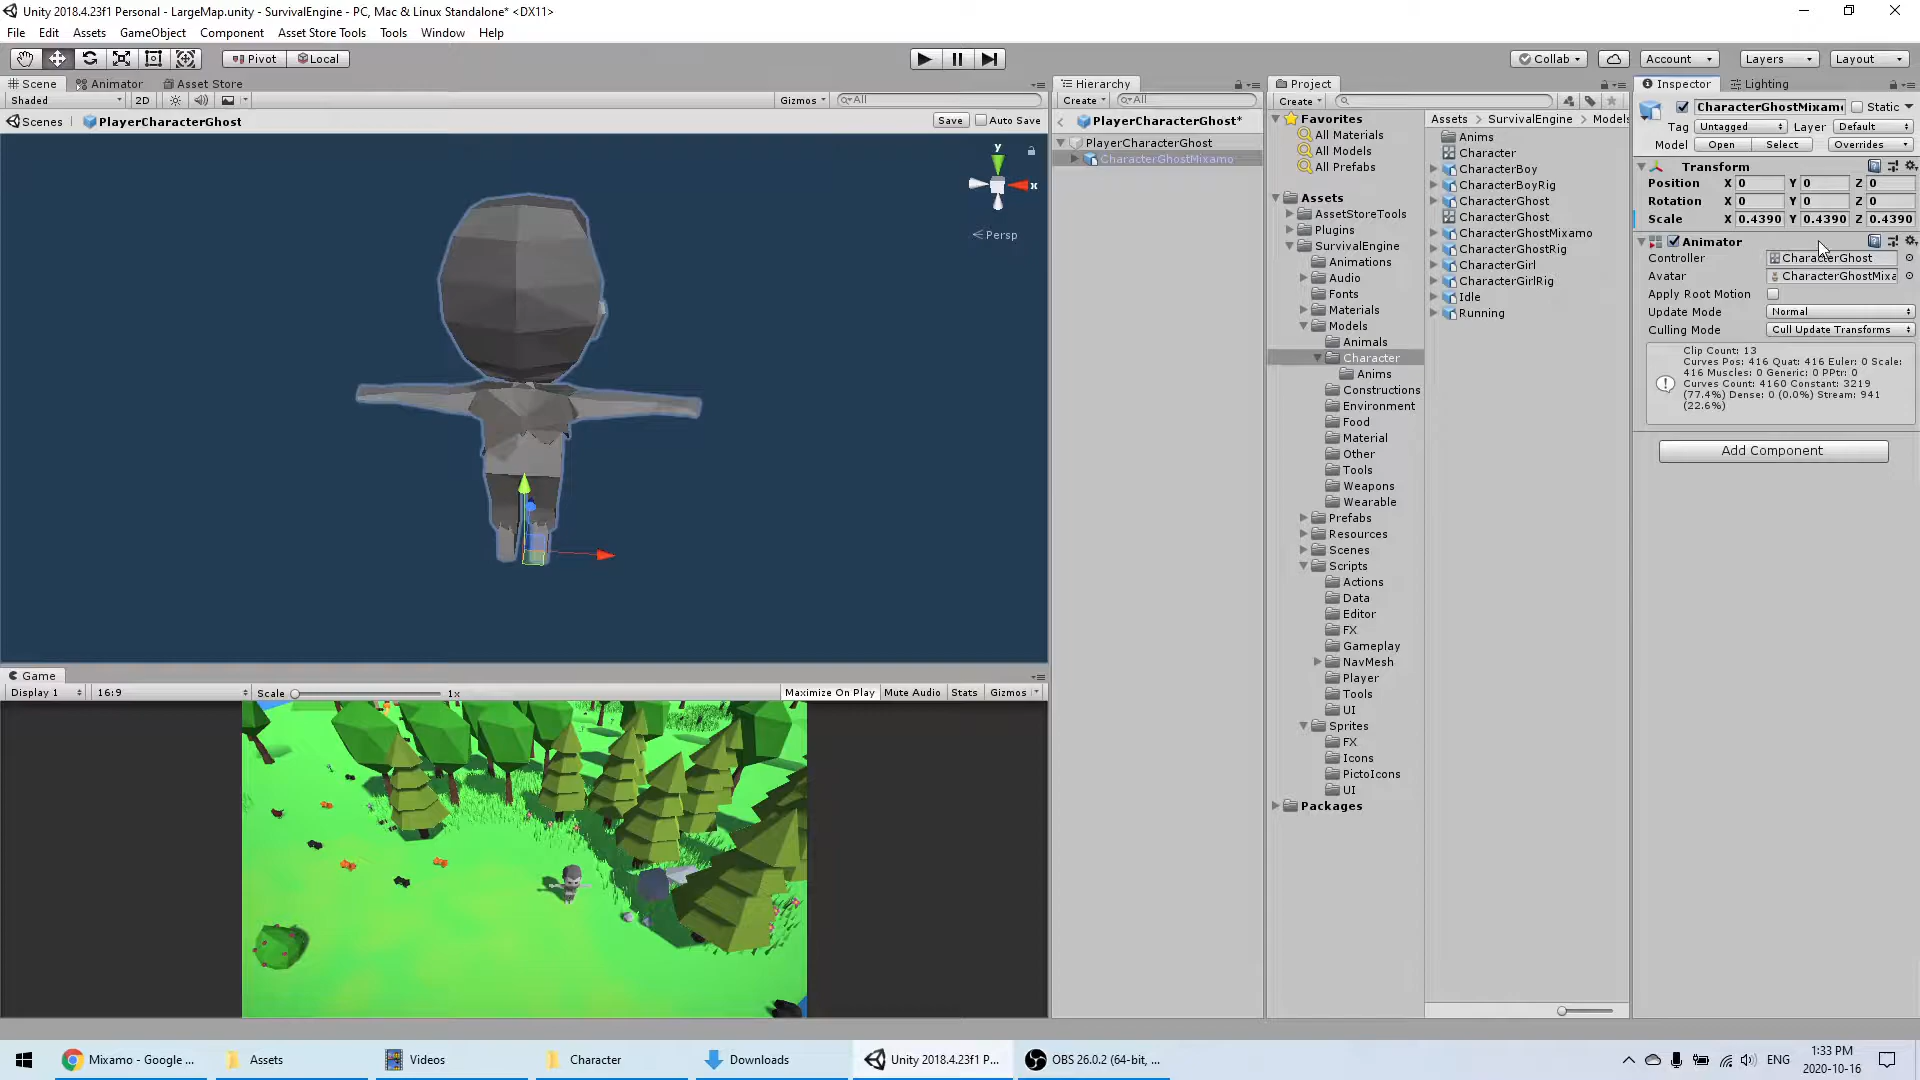 Unity 2018.4.23f1 Personal - LargeMap.unity - SurvivalEngine - PC, Mac & Linux Standalone* <DX11>
File Edit Assets GameObject Component Asset Store Tools Tools Window Help
Pivot Local
Collab Account Layers Layout
Scene Animator Asset Store
Shaded 2D Gizmos All
Scenes PlayerCharacterGhost Save Auto Save
y
x
Persp
Game
Display 1 16:9 Scale 1x Maximize On Play Mute Audio Stats Gizmos
Hierarchy
Create All
PlayerCharacterGhost*
PlayerCharacterGhost
CharacterGhostMixamo
Project
Create
Favorites
All Materials
All Models
All Prefabs
Assets
AssetStoreTools
Plugins
SurvivalEngine
Animations
Audio
Fonts
Materials
Models
Animals
Character
Anims
Constructions
Environment
Food
Material
Other
Tools
Weapons
Wearable
Prefabs
Resources
Scenes
Scripts
Actions
Data
Editor
FX
Gameplay
NavMesh
Player
Tools
UI
Sprites
FX
Icons
PictoIcons
UI
Packages
Assets SurvivalEngine Models
Anims
Character
CharacterBoy
CharacterBoyRig
CharacterGhost
CharacterGhost
CharacterGhostMixamo
CharacterGhostRig
CharacterGirl
CharacterGirlRig
Idle
Running
Inspector Lighting
CharacterGhostMixam Static
Tag Untagged Layer Default
Model Open Select Overrides
Transform
Position X 0 Y 0 Z 0
Rotation X 0 Y 0 Z 0
Scale X 0.4390 Y 0.4390 Z 0.4390
Animator
Controller CharacterGhost
Avatar CharacterGhostMixa
Apply Root Motion
Update Mode Normal
Culling Mode Cull Update Transforms
Clip Count: 13
Curves Pos: 416 Quat: 416 Euler: 0 Scale:
416 Muscles: 0 Generic: 0 PPtr: 0
Curves Count: 4160 Constant: 3219
(77.4%) Dense: 0 (0.0%) Stream: 941
(22.6%)
Add Component
Mixamo - Google ... Assets Videos Character Downloads Unity 2018.4.23f1 P... OBS 26.0.2 (64-bit, ...
ENG
1:33 PM
2020-10-16